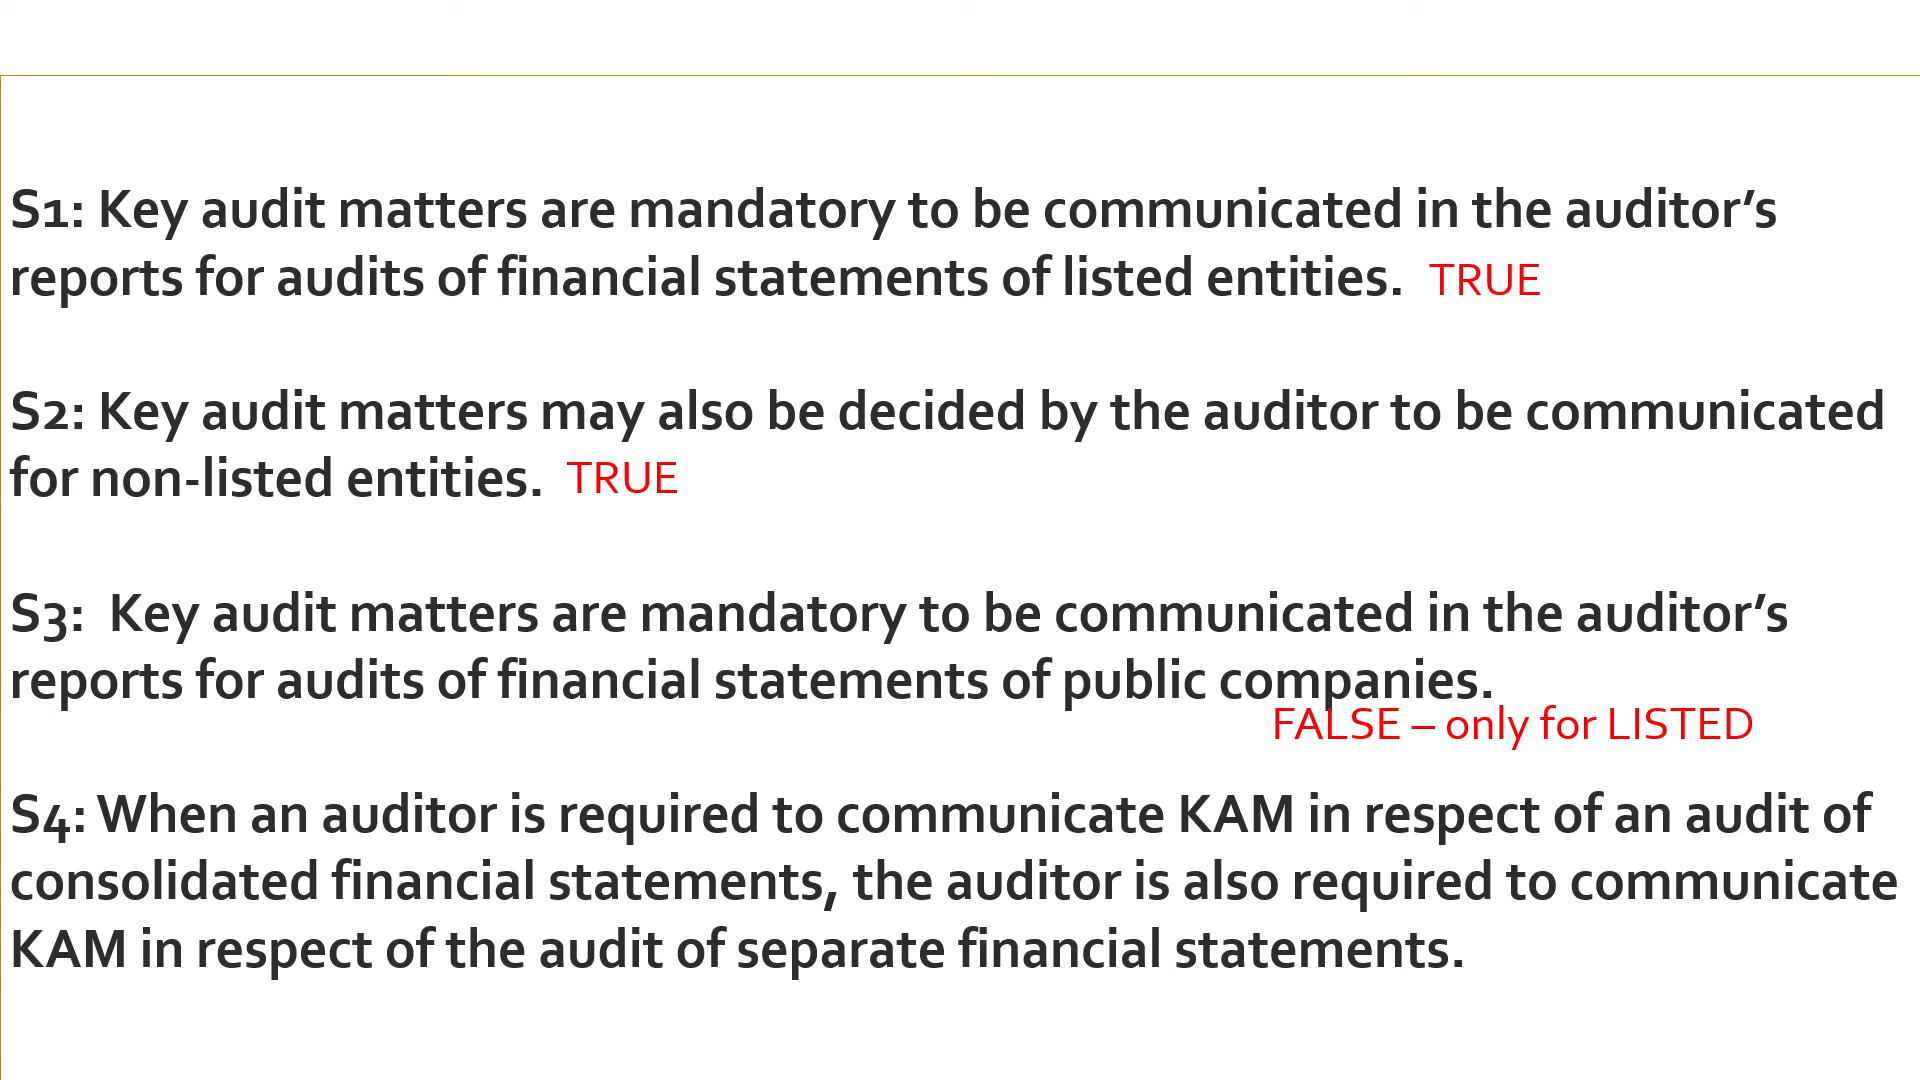 S1: Key audit matters are mandatory to be communicated in the auditor’s
reports for audits of financial statements of listed entities. TRUE
S2: Key audit matters may also be decided by the auditor to be communicated
for non-listed entities. TRUE
S3: Key audit matters are mandatory to be communicated in the auditor’s
reports for audits of financial statements of public companies.
FALSE – only for LISTED
S4: When an auditor is required to communicate KAM in respect of an audit of
consolidated financial statements, the auditor is also required to communicate
KAM in respect of the audit of separate financial statements.